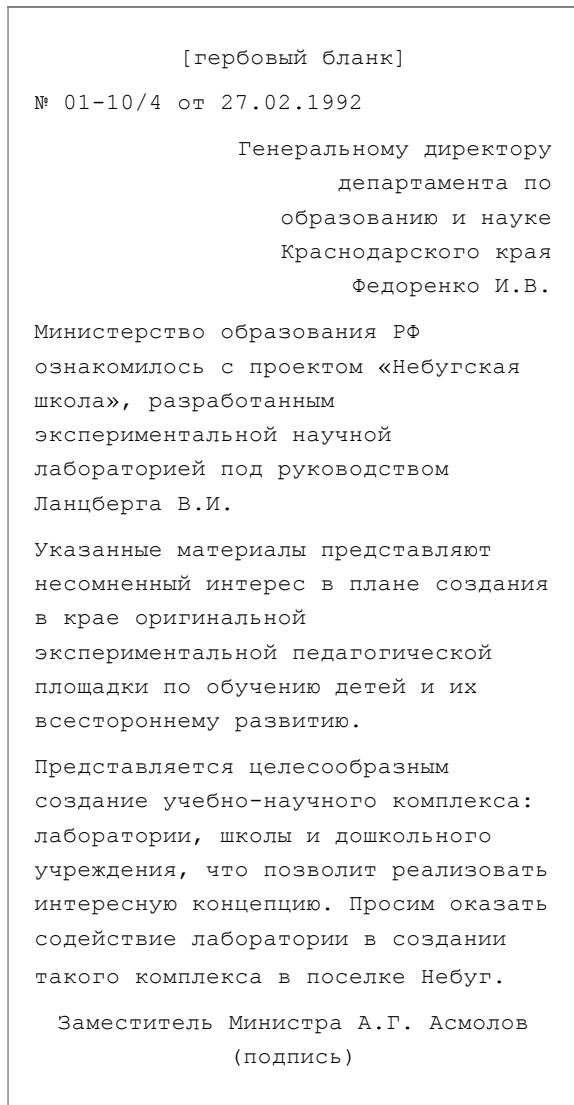 [гербовый бланк]
№ 01-10/4 от 27.02.1992
Генеральному директору
департамента по
образованию и науке
Краснодарского края
Федоренко И.В.
Министерство образования РФ
ознакомилось с проектом «Небугская
школа», разработанным
экспериментальной научной
лабораторией под руководством
Ланцберга В.И.
Указанные материалы представляют
несомненный интерес в плане создания
в крае оригинальной
экспериментальной педагогической
площадки по обучению детей и их
всестороннему развитию.
Представляется целесообразным
создание учебно-научного комплекса:
лаборатории, школы и дошкольного
учреждения, что позволит реализовать
интересную концепцию. Просим оказать
содействие лаборатории в создании
такого комплекса в поселке Небуг.
Заместитель Министра А.Г. Асмолов
(подпись)